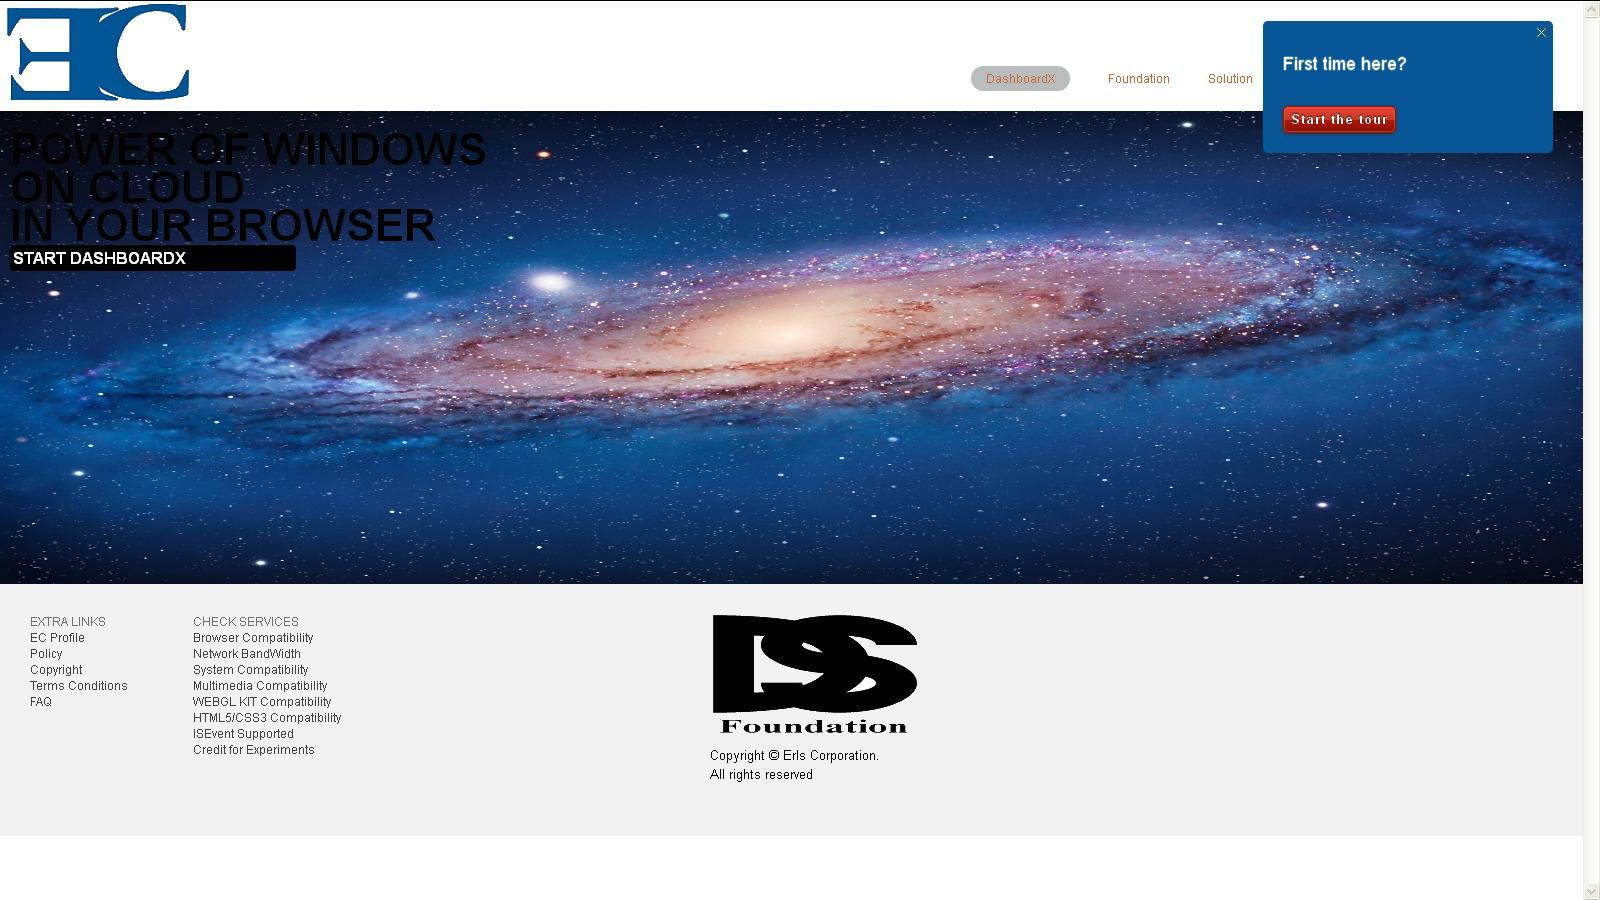 EC
DashboardX
Foundation
Solution
First time here?
Start the tour
POWER OF WINDOWS
ON CLOUD
IN YOUR BROWSER
START DASHBOARDX
EXTRA LINKS
EC Profile
Policy
Copyright
Terms Conditions
FAQ
CHECK SERVICES
Browser Compatibility
Network BandWidth
System Compatibility
Multimedia Compatibility
WEBGL KIT Compatibility
HTML5/CSS3 Compatibility
ISEvent Supported
Credit for Experiments
DS
Foundation
Copyright © Erls Corporation.
All rights reserved